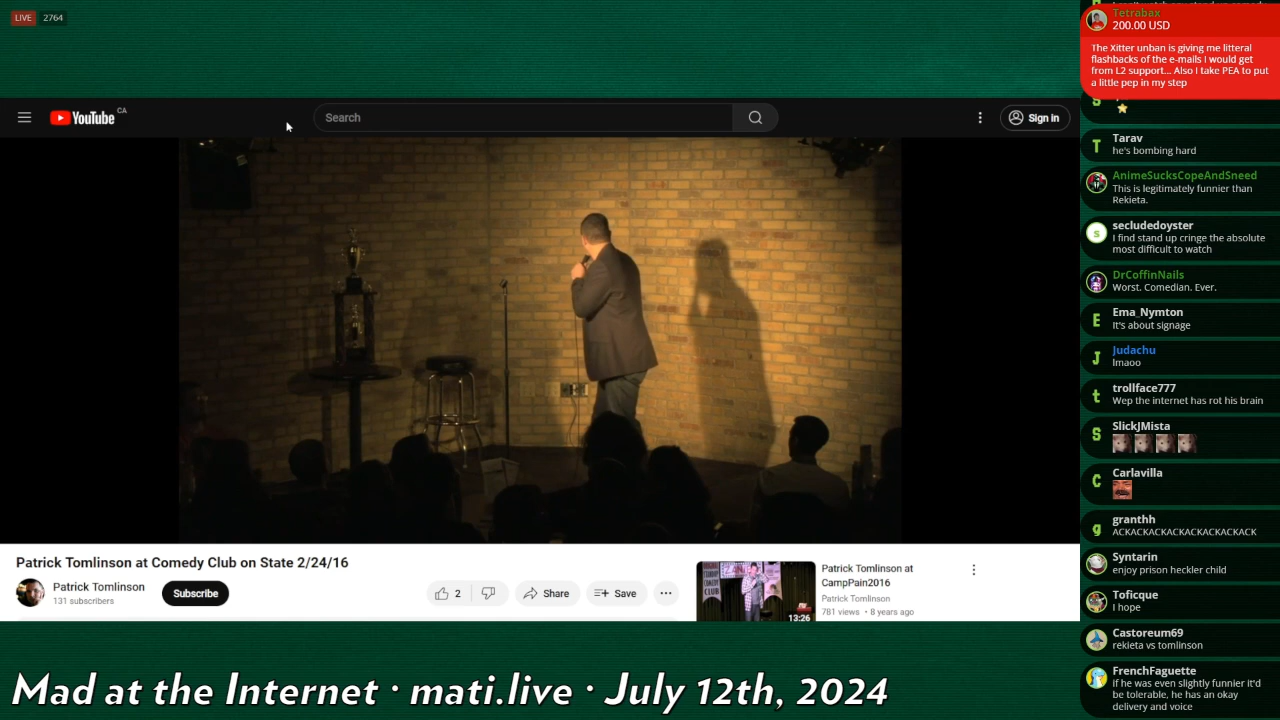 LIVE 2764
YouTube CA
Search
Sign in
Patrick Tomlinson at Comedy Club on State 2/24/16
Patrick Tomlinson
131 subscribers
Subscribe
2
Share
Save
Patrick Tomlinson at
CampPain2016
Patrick Tomlinson
781 views • 8 years ago
13:26
Mad at the Internet · mati.live · July 12th, 2024
Tetrabax
200.00 USD
The Xitter unban is giving me litteral
flashbacks of the e-mails I would get
from L2 support... Also I take PEA to put
a little pep in my step
S
T
Tarav
he's bombing hard
AnimeSucksCopeAndSneed
This is legitimately funnier than
Rekieta.
s
secludedoyster
I find stand up cringe the absolute
most difficult to watch
DrCoffinNails
Worst. Comedian. Ever.
E
Ema_Nymton
It's about signage
J
Judachu
lmaoo
t
trollface777
Wep the internet has rot his brain
S
SlickJMista
C
Carlavilla
g
granthh
ACKACKACKACKACKACKACKACK
Syntarin
enjoy prison heckler child
Toficque
I hope
Castoreum69
rekieta vs tomlinson
FrenchFaguette
if he was even slightly funnier it'd
be tolerable, he has an okay
delivery and voice